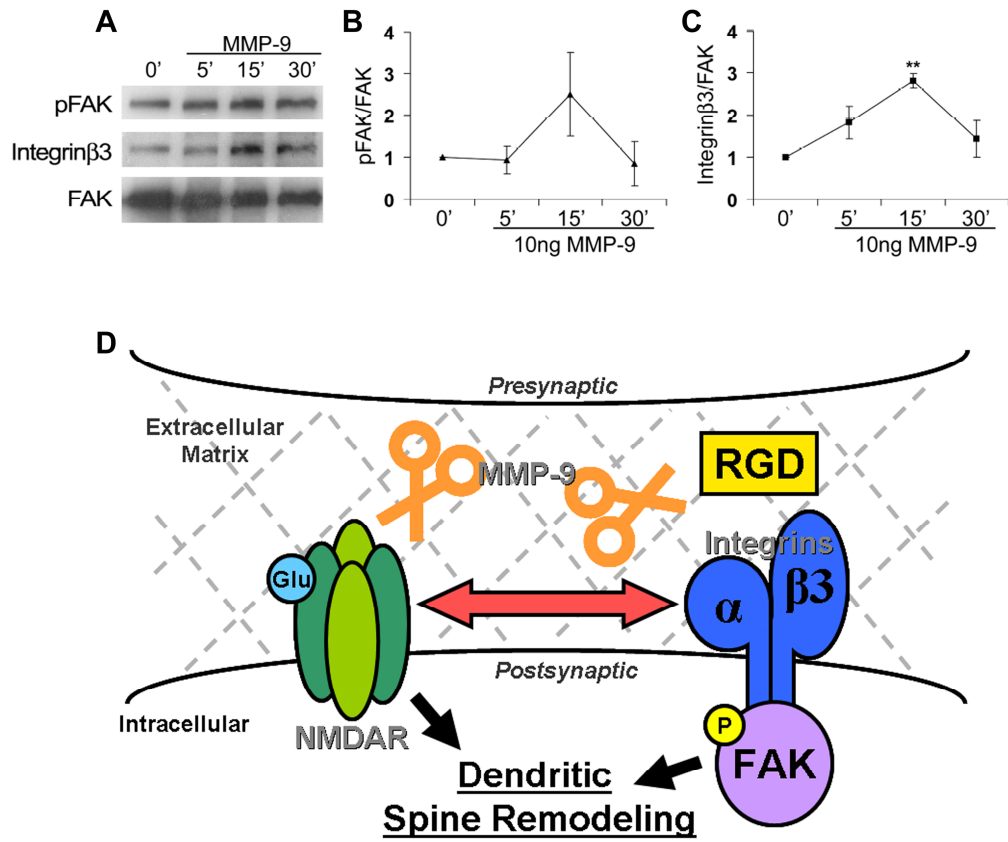 A
MMP-9
0' 5' 15' 30'
pFAK
Integrinβ3
FAK
B
pFAK/FAK
4
3
2
1
0
0' 5' 15' 30'
10ng MMP-9
C
Integrinβ3/FAK
4
3
2
1
0
**
0' 5' 15' 30'
10ng MMP-9
D
Presynaptic
Extracellular
Matrix
MMP-9
RGD
Integrins
Glu
α
β3
Postsynaptic
Intracellular
NMDAR
P
FAK
Dendritic
Spine Remodeling